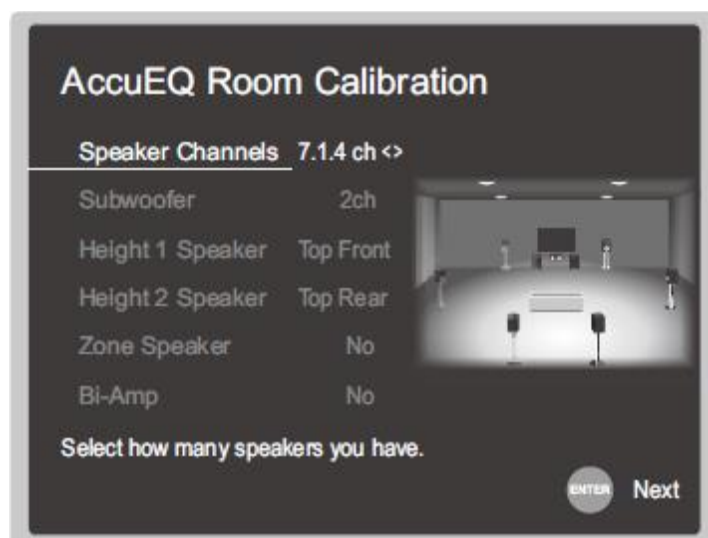 AccuEQ Room Calibration
Speaker Channels 7.1.4 ch <>
Subwoofer 2ch
Height 1 Speaker Top Front
Height 2 Speaker Top Rear
Zone Speaker No
Bi-Amp No
Select how many speakers you have.
ENTER Next